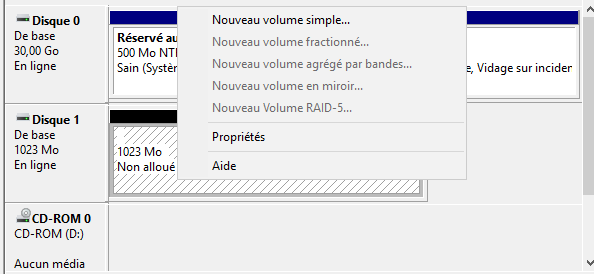 Disque 0
De base
30,00 Go
En ligne
Réservé au
500 Mo NT
Sain (Systè
e, Vidage sur inciden
Nouveau volume simple...
Nouveau volume fractionné...
Nouveau volume agrégé par bandes...
Nouveau volume en miroir...
Nouveau Volume RAID-5...
Propriétés
Aide
Disque 1
De base
1023 Mo
En ligne
1023 Mo
Non alloué
CD-ROM 0
CD-ROM (D:)
Aucun média